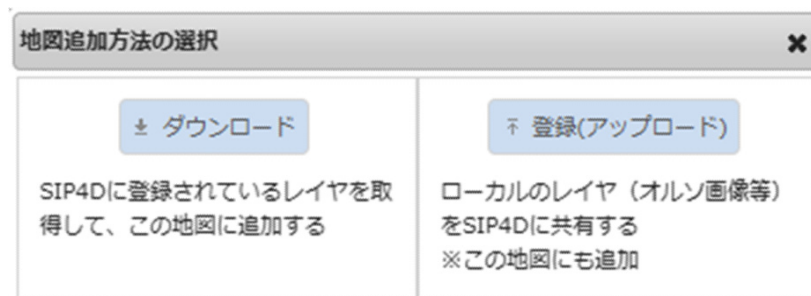 地図追加方法の選択
ダウンロード
SIP4Dに登録されているレイヤを取
得して、この地図に追加する
登録(アップロード)
ローカルのレイヤ（オルソ画像等）
をSIP4Dに共有する
※この地図にも追加